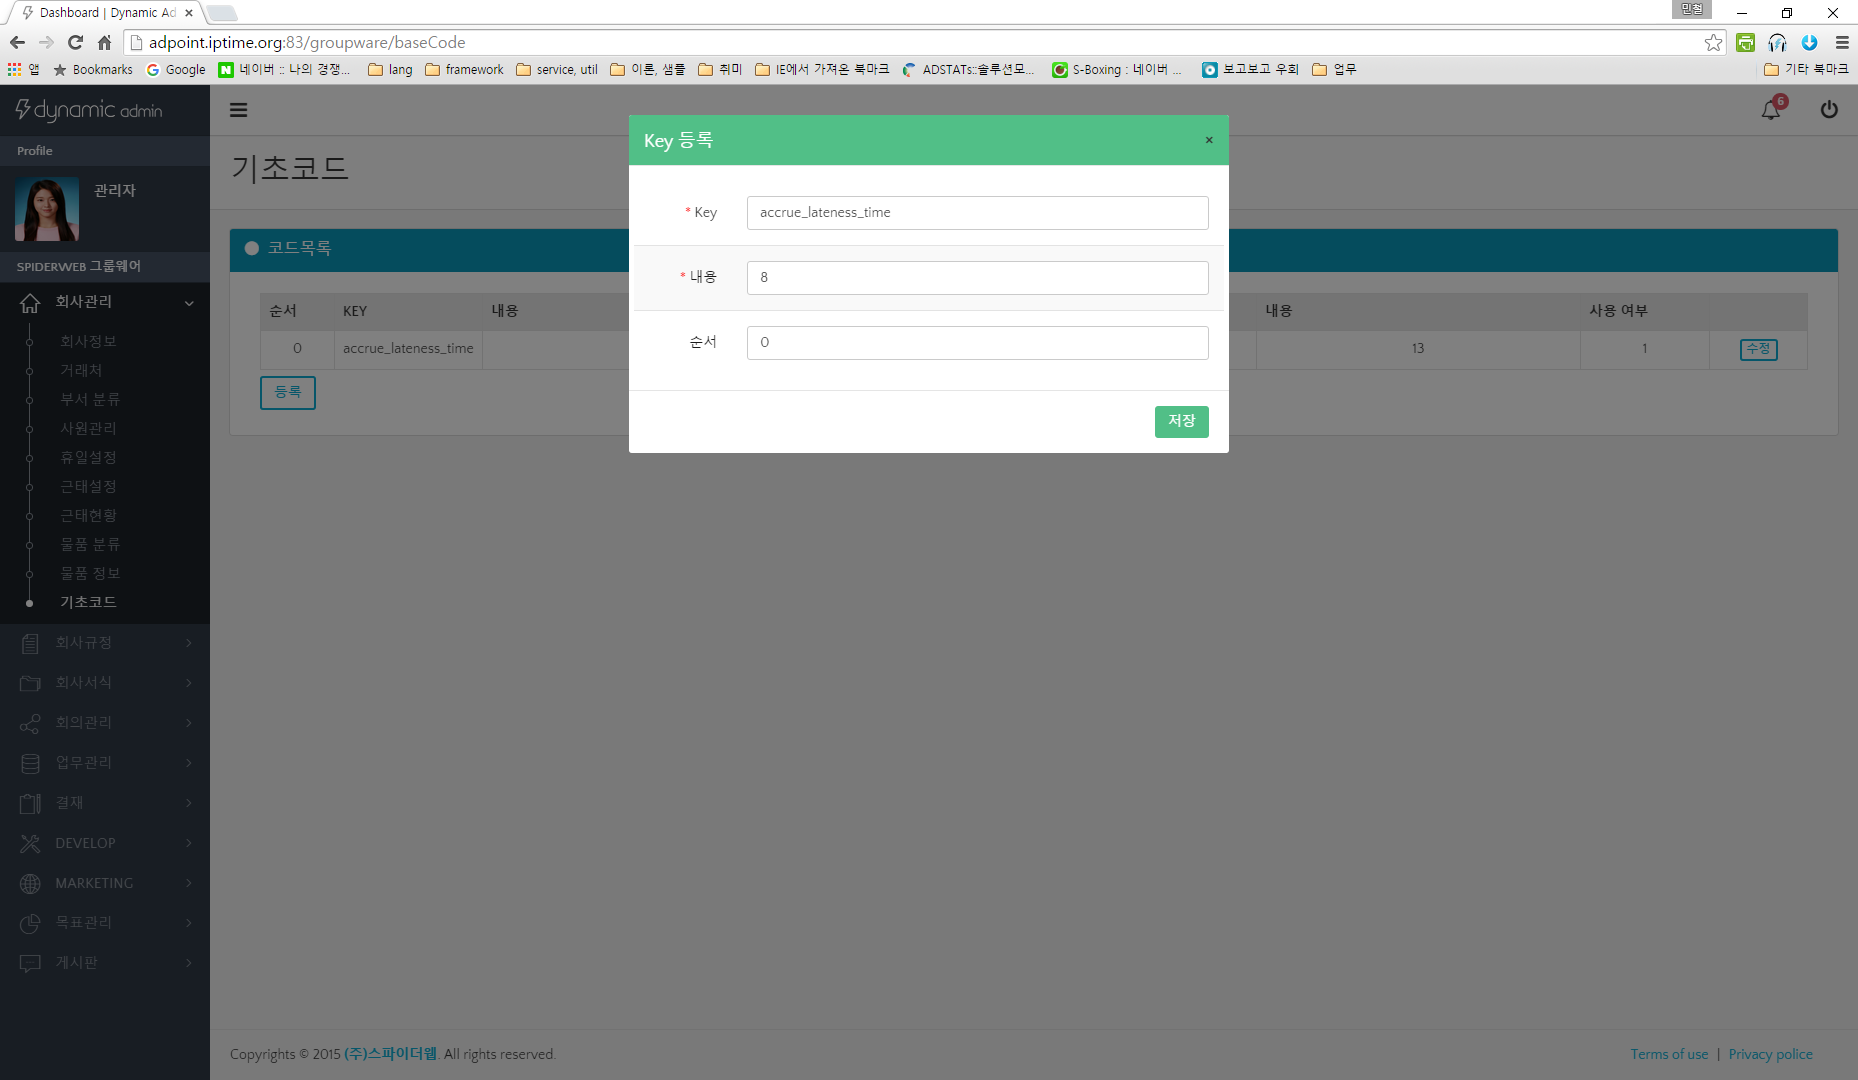 Dashboard | Dynamic Ad
민철
adpoint.iptime.org:83/groupware/baseCode
앱 Bookmarks Google 네이버 :: 나의 경쟁... lang framework service, util 이론, 샘플 취미 IE에서 가져온 북마크 ADSTATs::솔루션모... S-Boxing : 네이버 ... 보고보고 우회 업무 기타 북마크
dynamic admin
6
Profile
관리자
SPIDERWEB 그룹웨어
회사관리
회사정보
거래처
부서 분류
사원관리
휴일설정
근태설정
근태현황
물품 분류
물품 정보
기초코드
회사규정
회사서식
회의관리
업무관리
결재
DEVELOP
MARKETING
목표관리
게시판
기초코드
코드목록
순서 KEY 내용 내용 사용 여부
0 accrue_lateness_time 13 1 수정
등록
Key 등록 ×
* Key accrue_lateness_time
* 내용 8
순서 0
저장
Copyrights © 2015 (주)스파이더웹. All rights reserved.
Terms of use | Privacy police